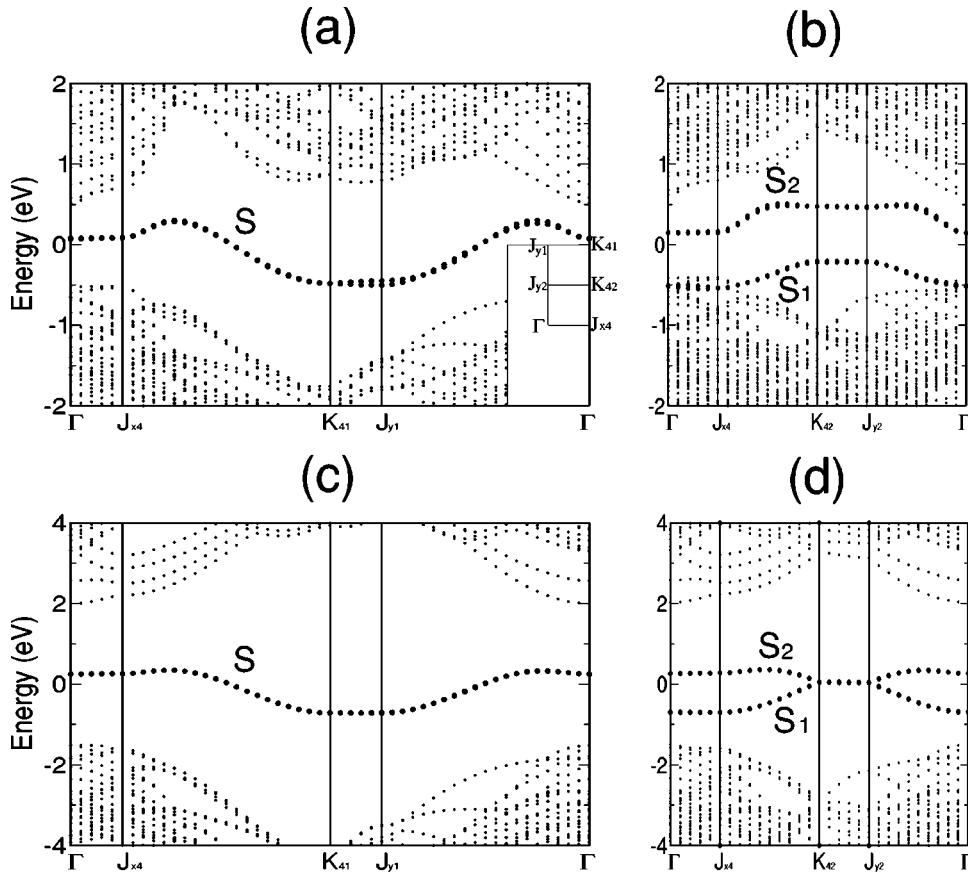 (a)
(b)
2
1
0
-1
-2
Energy (eV)
S
J_y1 K_41
J_y2 K_42
Γ J_x4
Γ J_x4 K_41 J_y1 Γ
2
1
0
-1
-2
S_2
S_1
Γ J_x4 K_42 J_y2 Γ
(c)
(d)
4
2
0
-2
-4
Energy (eV)
S
Γ J_x4 K_41 J_y1 Γ
4
2
0
-2
-4
S_2
S_1
Γ J_x4 K_42 J_y2 Γ